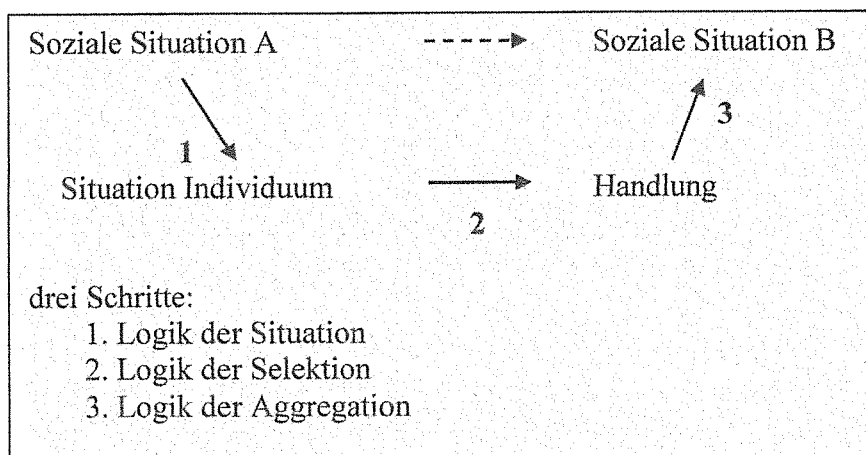 Soziale Situation A Soziale Situation B
1 3
Situation Individuum Handlung
2
drei Schritte:
1. Logik der Situation
2. Logik der Selektion
3. Logik der Aggregation